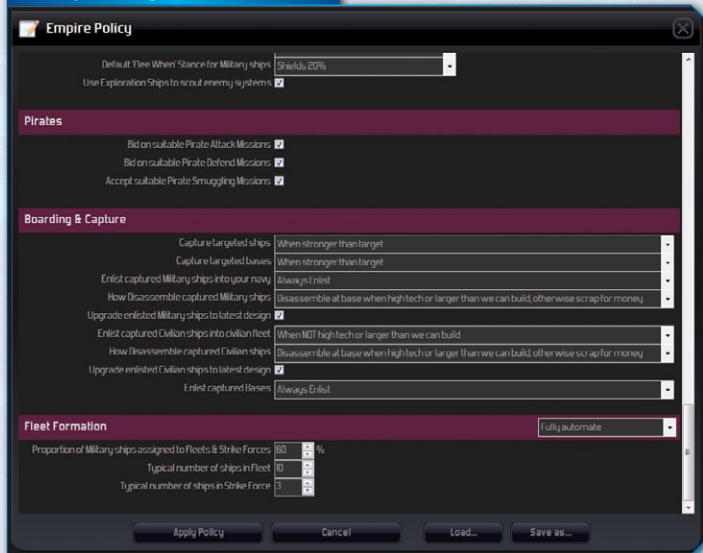 Empire Policy
Default 'Flee When' Stance for Military ships Shields 20%
Use Exploration Ships to scout enemy systems
Pirates
Bid on suitable Pirate Attack Missions
Bid on suitable Pirate Defend Missions
Accept suitable Pirate Smuggling Missions
Boarding & Capture
Capture targeted ships When stronger than target
Capture targeted bases When stronger than target
Enlist captured Military ships into your navy Always Enlist
How Disassemble captured Military ships Disassemble at base when high tech or larger than we can build, otherwise scrap for money
Upgrade enlisted Military ships to latest design
Enlist captured Civilian ships into civilian fleet When NOT high tech or larger than we can build
How Disassemble captured Civilian ships Disassemble at base when high tech or larger than we can build, otherwise scrap for money
Upgrade enlisted Civilian ships to latest design
Enlist captured Bases Always Enlist
Fleet Formation Fully automate
Proportion of Military ships assigned to Fleets & Strike Forces 60 %
Typical number of ships in Fleet 10
Typical number of ships in Strike Force 3
Apply Policy Cancel Load... Save as...